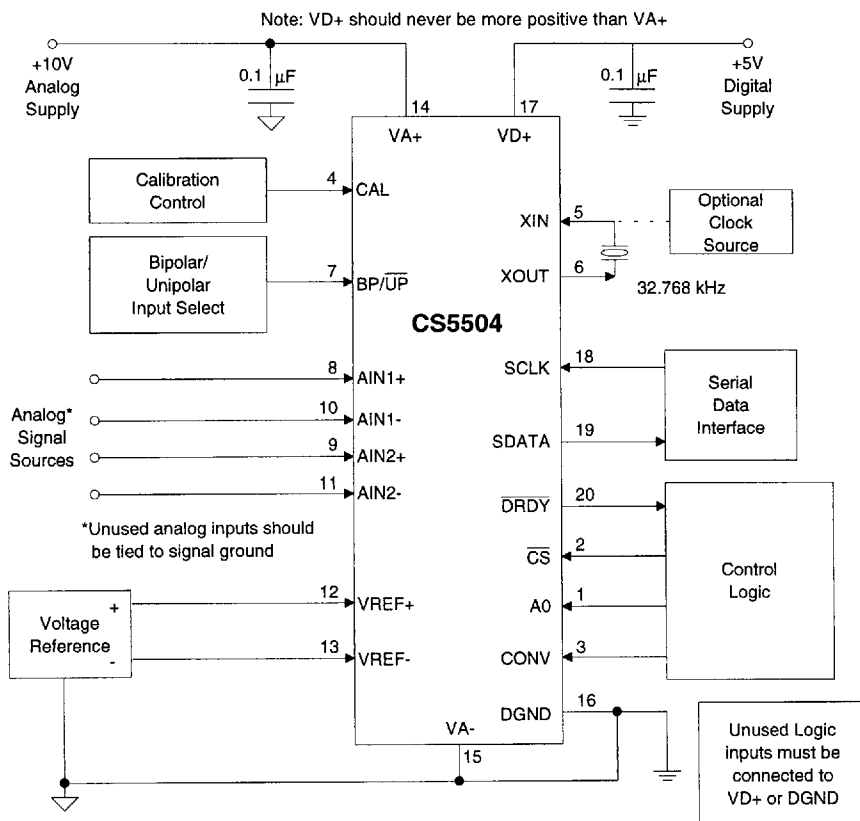 Note: VD+ should never be more positive than VA+
+10V
Analog
Supply
0.1 µF
0.1 µF
+5V
Digital
Supply
14
17
VA+
VD+
Calibration
Control
4
CAL
Bipolar/
Unipolar
Input Select
7
BP/UP
XIN
5
Optional
Clock
Source
XOUT
6
32.768 kHz
CS5504
8
AIN1+
Analog*
Signal
Sources
10
AIN1-
9
AIN2+
11
AIN2-
*Unused analog inputs should
be tied to signal ground
SCLK
18
SDATA
19
Serial
Data
Interface
DRDY
20
CS
2
A0
1
CONV
3
Control
Logic
Voltage
Reference
+
-
12
VREF+
13
VREF-
DGND
16
VA-
15
Unused Logic
inputs must be
connected to
VD+ or DGND